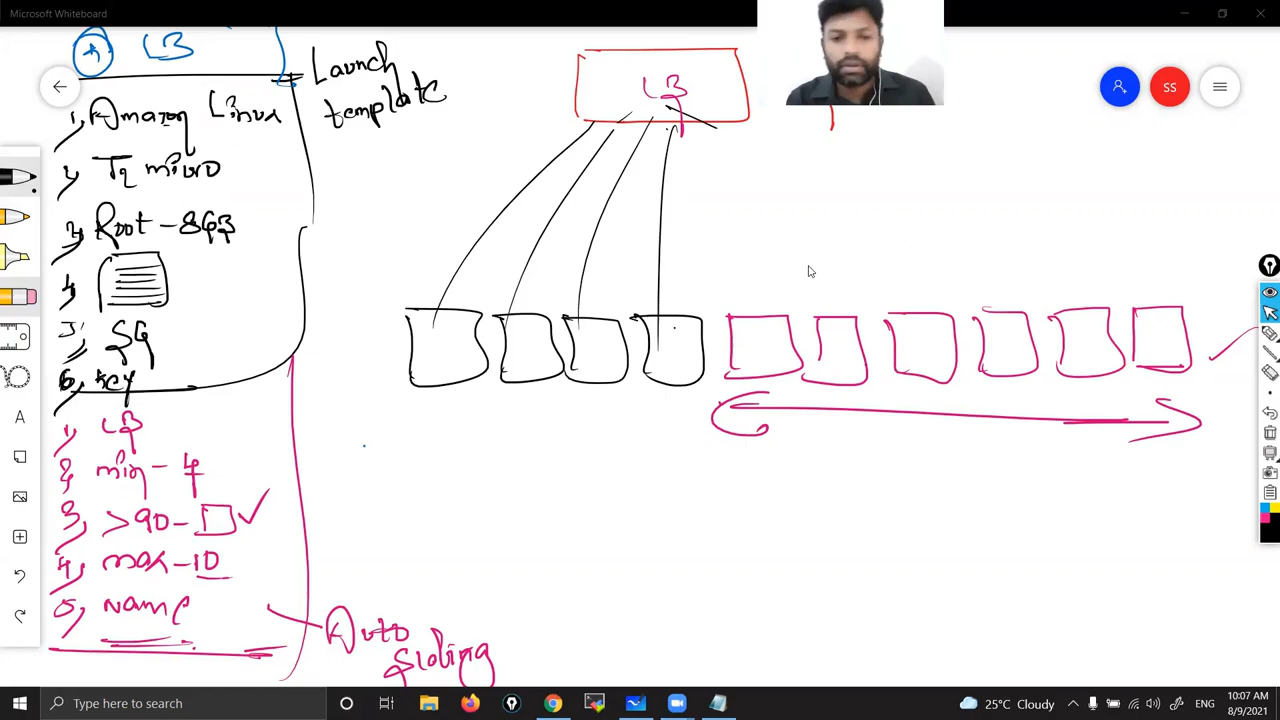 Microsoft Whiteboard
LB
Launch
template
1, Amazon Linux
2, T2 micro
3, Root - 8GB
4,
5, SG
6, key
1, LB
2, min - 4
3, >90 -
4, max - 10
5, Name
Auto
Scaling
LB
SS
A
Type here to search
25°C Cloudy
ENG
10:07 AM
8/9/2021